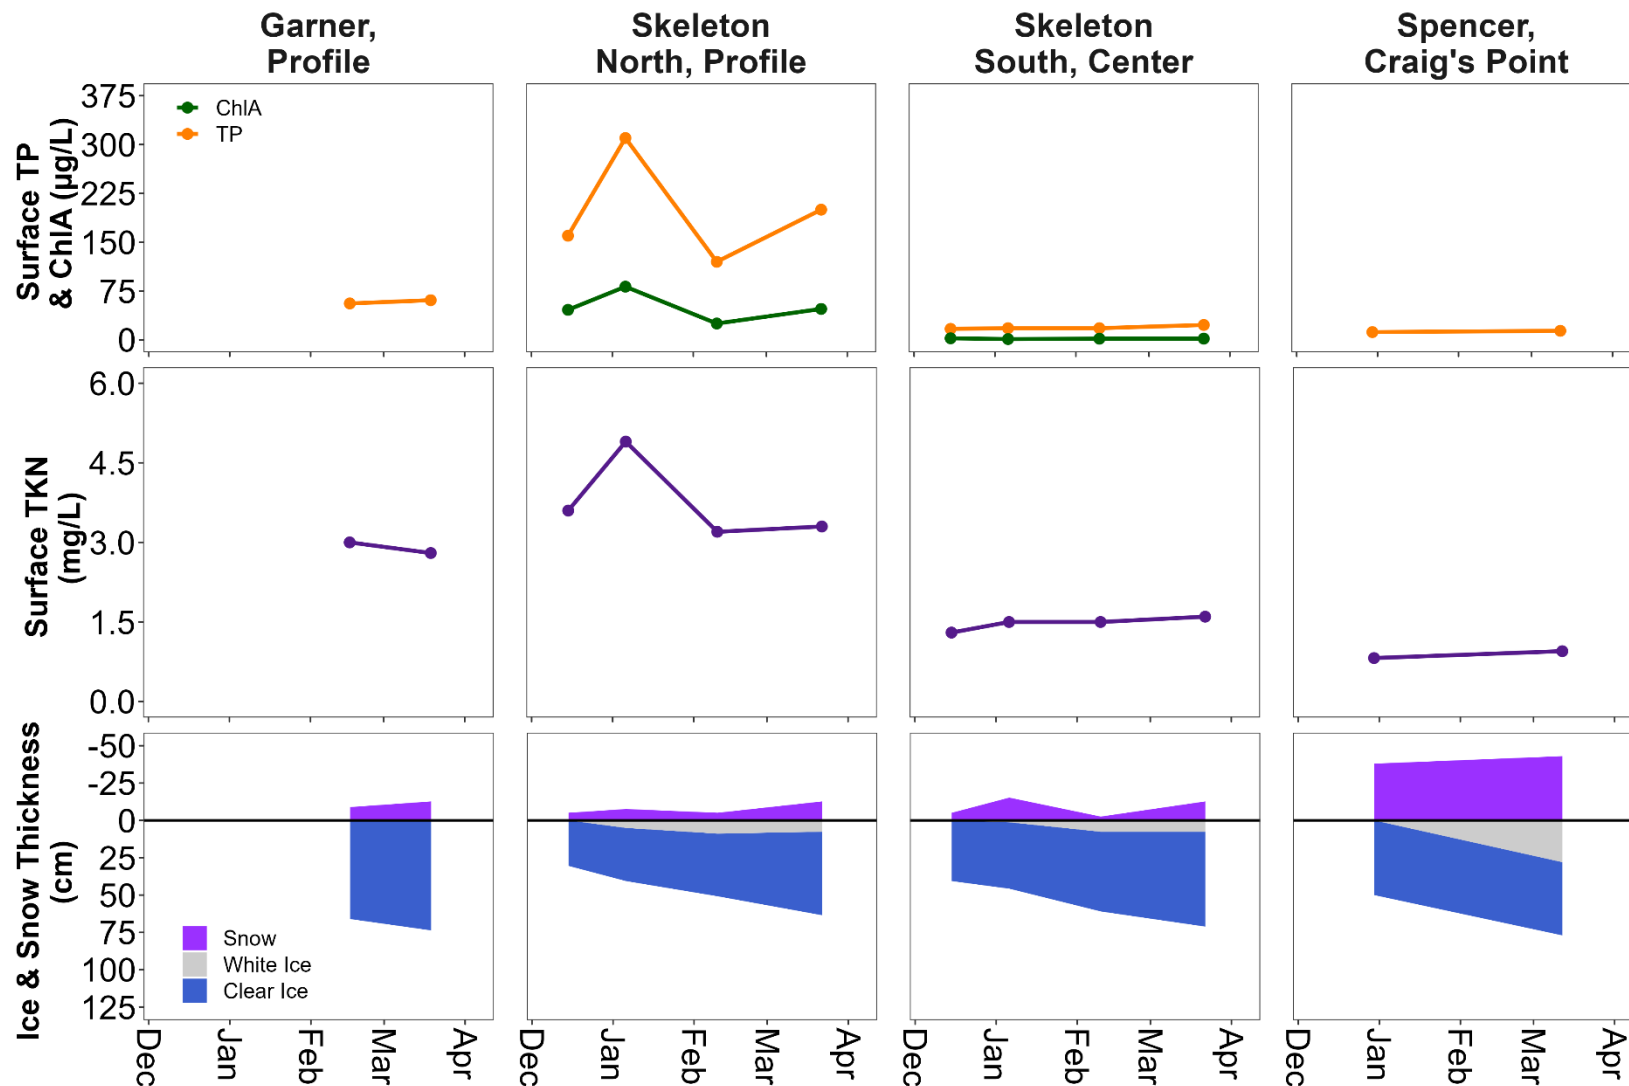 Garner,
Profile
Skeleton
North, Profile
Skeleton
South, Center
Spencer,
Craig's Point
Surface TP
& ChlA (µg/L)
375
300
225
150
75
0
ChlA
TP
Surface TKN
(mg/L)
6.0
4.5
3.0
1.5
0.0
Ice & Snow Thickness
(cm)
-50
-25
0
25
50
75
100
125
Snow
White Ice
Clear Ice
Dec Jan Feb Mar Apr
Dec Jan Feb Mar Apr
Dec Jan Feb Mar Apr
Dec Jan Feb Mar Apr